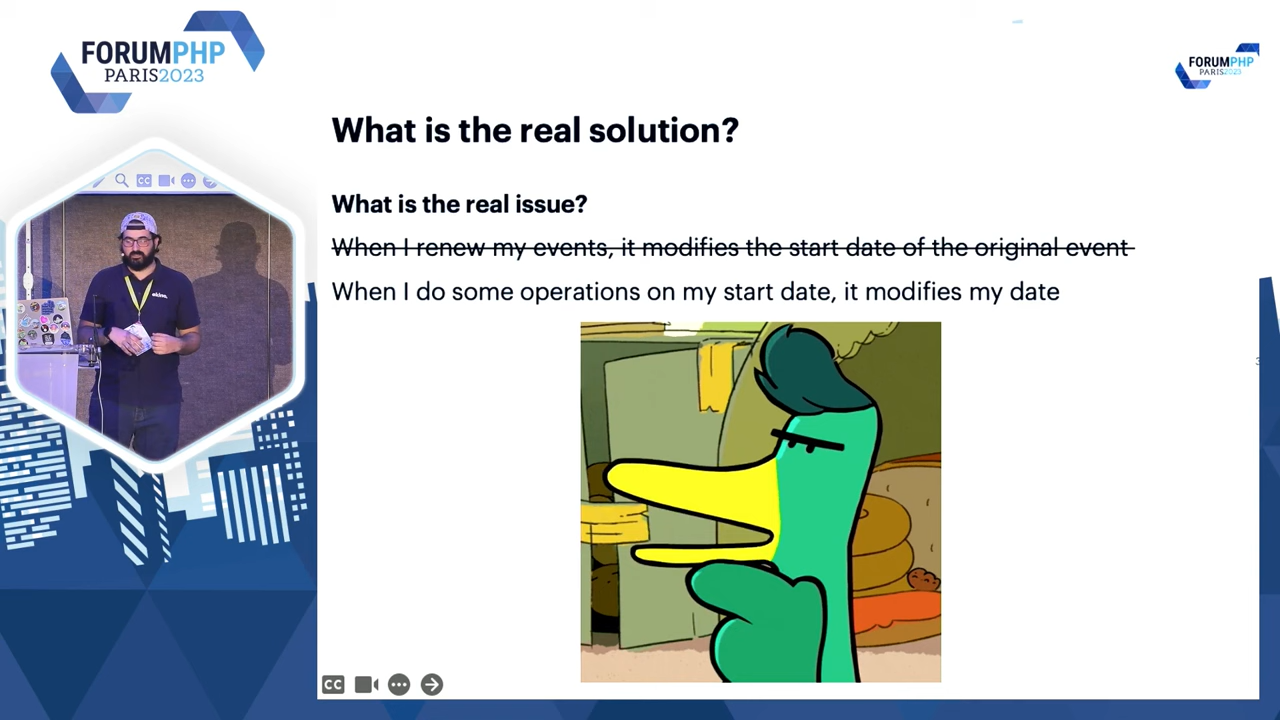 FORUMPHP
PARIS2023
FORUMPHP
PARIS2023
What is the real solution?
What is the real issue?
When I renew my events, it modifies the start date of the original event
When I do some operations on my start date, it modifies my date
CC
CC